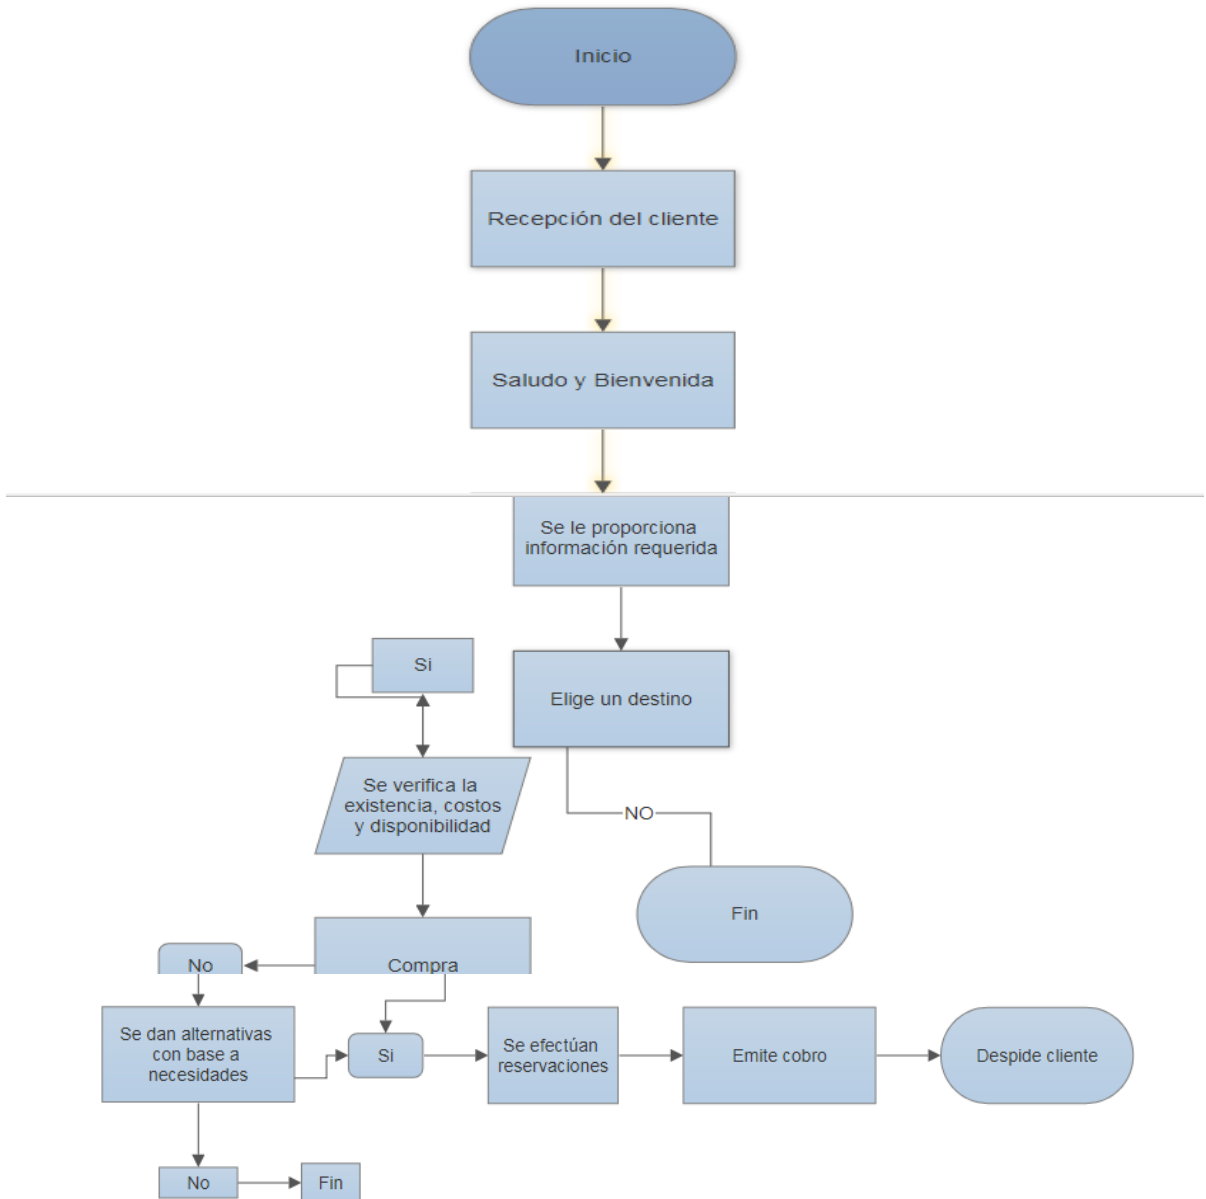 Inicio
Recepción del cliente
Saludo y Bienvenida
Se le proporciona
información requerida
Si
Elige un destino
Se verifica la
existencia, costos
y disponibilidad
NO
Fin
No
Compra
Se dan alternativas
con base a
necesidades
Si
Se efectúan
reservaciones
Emite cobro
Despide cliente
No
Fin